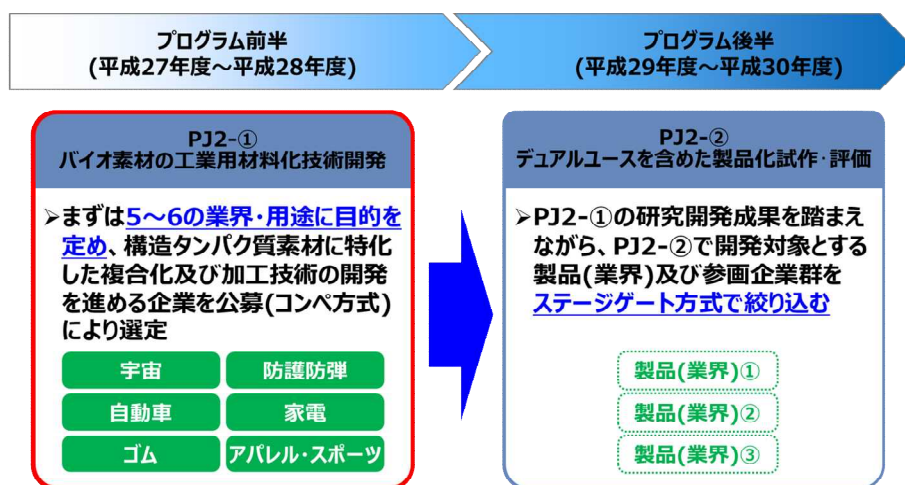 プログラム前半
(平成27年度～平成28年度)
プログラム後半
(平成29年度～平成30年度)
PJ2-①
バイオ素材の工業用材料化技術開発
➢まずは5～6の業界・用途に目的を
定め、構造タンパク質素材に特化
した複合化及び加工技術の開発
を進める企業を公募(コンペ方式)
により選定
宇宙
防護防弾
自動車
家電
ゴム
アパレル・スポーツ
PJ2-②
デュアルユースを含めた製品化試作・評価
➢PJ2-①の研究開発成果を踏まえ
ながら、PJ2-②で開発対象とする
製品(業界)及び参画企業群を
ステージゲート方式で絞り込む
製品(業界)①
製品(業界)②
製品(業界)③